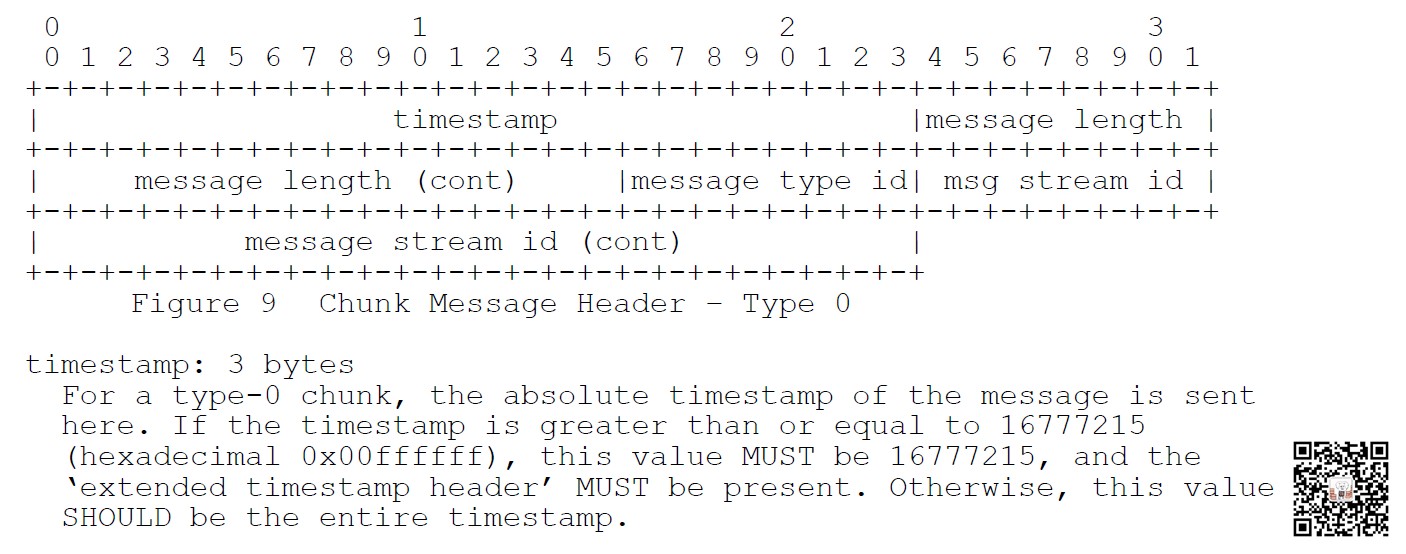 0                   1                   2                   3
0 1 2 3 4 5 6 7 8 9 0 1 2 3 4 5 6 7 8 9 0 1 2 3 4 5 6 7 8 9 0 1
+-+-+-+-+-+-+-+-+-+-+-+-+-+-+-+-+-+-+-+-+-+-+-+-+-+-+-+-+-+-+-+-+
|                   timestamp                   |message length |
+-+-+-+-+-+-+-+-+-+-+-+-+-+-+-+-+-+-+-+-+-+-+-+-+-+-+-+-+-+-+-+-+
|     message length (cont)     |message type id| msg stream id |
+-+-+-+-+-+-+-+-+-+-+-+-+-+-+-+-+-+-+-+-+-+-+-+-+-+-+-+-+-+-+-+-+
|           message stream id (cont)            |
+-+-+-+-+-+-+-+-+-+-+-+-+-+-+-+-+-+-+-+-+-+-+-+-+
Figure 9  Chunk Message Header – Type 0
timestamp: 3 bytes
For a type-0 chunk, the absolute timestamp of the message is sent
here. If the timestamp is greater than or equal to 16777215
(hexadecimal 0x00ffffff), this value MUST be 16777215, and the
‘extended timestamp header’ MUST be present. Otherwise, this value
SHOULD be the entire timestamp.